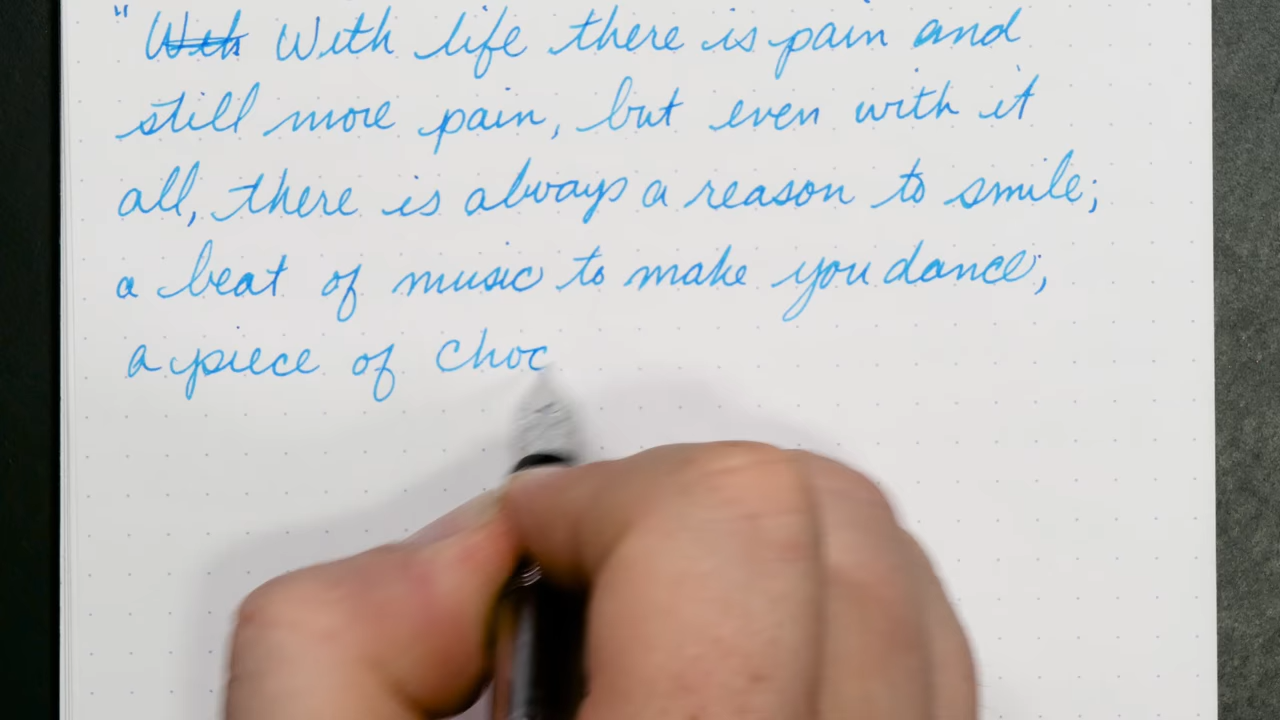 " With life there is pain and
still more pain, but even with it
all, there is always a reason to smile;
a beat of music to make you dance;
a piece of choc